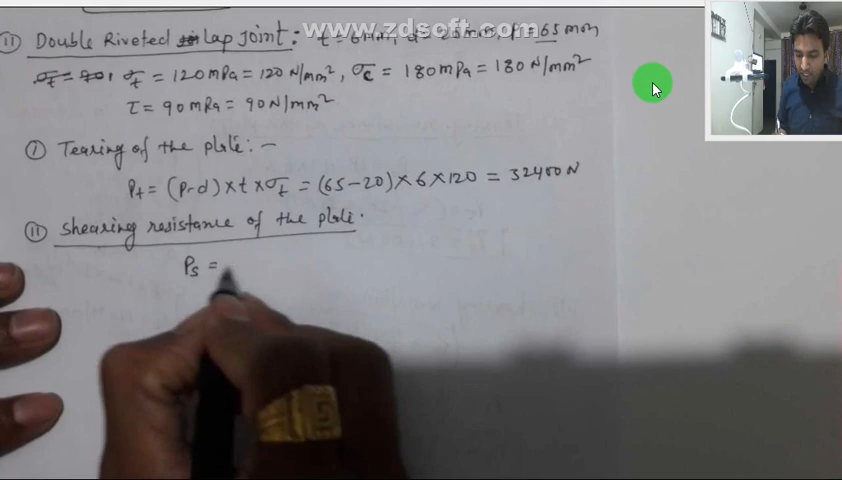 www.zdsoft.com
(ii) Double Riveted Lap Joint: t = 6mm, d = 20mm, P = 65 mm
σt = 120 MPa = 120 N/mm², σc = 180 MPa = 180 N/mm²
τ = 90 MPa = 90 N/mm²
(i) Tearing of the plate: -
Pt = (P-d) × t × σt = (65-20) × 6 × 120 = 32400 N
(ii) Shearing resistance of the plate.
Ps =